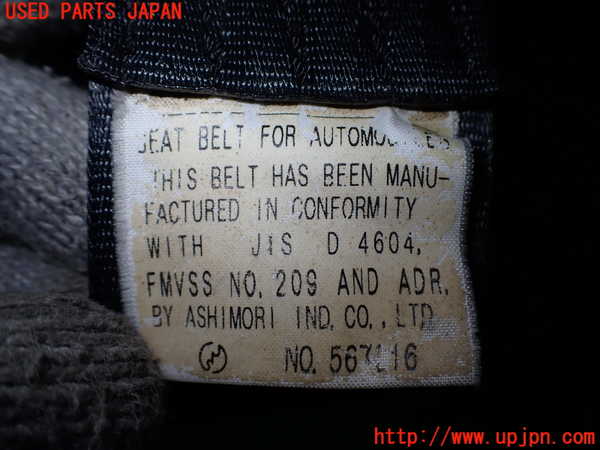 USED PARTS JAPAN
SEAT BELT FOR
THIS BELT HAS BEEN MANU-
FACTURED IN CONFORMITY
WITH JIS D 4604,
FMVSS NO. 209 AND ADR.
BY ASHIMORI IND. CO., LTD
NO.
http://www.upjpn.com/